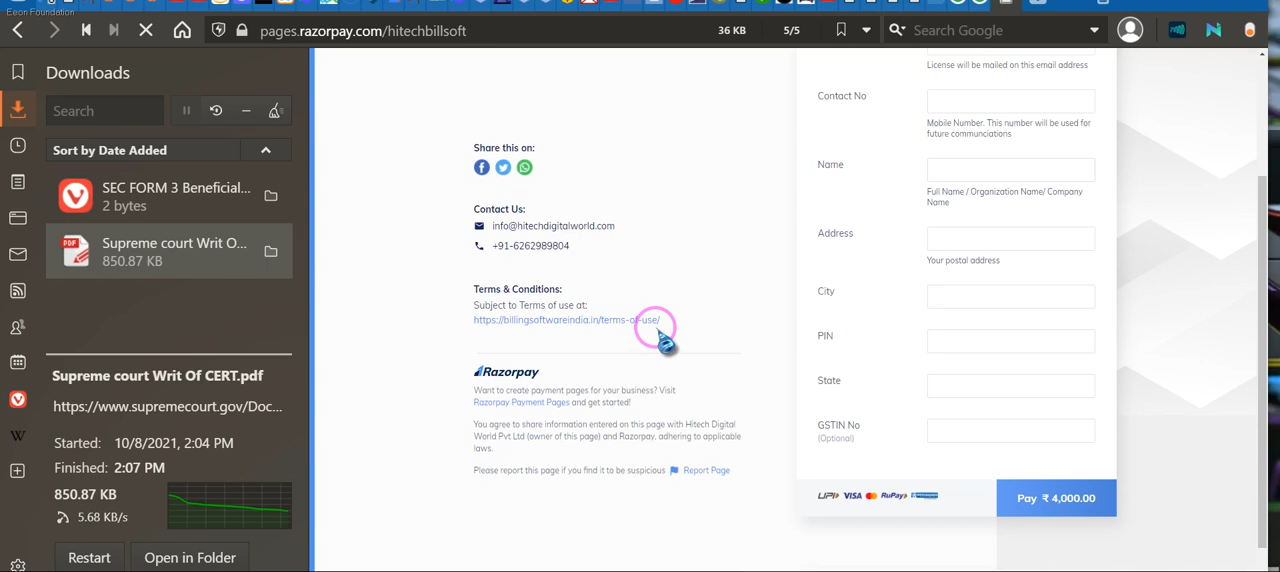 Eeon Foundation
pages.razorpay.com/hitechbillsoft
36 KB
5/5
Search Google
Downloads
Search
Sort by Date Added
SEC FORM 3 Beneficial...
2 bytes
PDF
Supreme court Writ O...
850.87 KB
Supreme court Writ Of CERT.pdf
https://www.supremecourt.gov/Doc...
Started: 10/8/2021, 2:04 PM
Finished: 2:07 PM
850.87 KB
5.68 KB/s
Restart
Open in Folder
Share this on:
Contact Us:
info@hitechdigitalworld.com
+91-6262989804
Terms & Conditions:
Subject to Terms of use at:
https://billingsoftwareindia.in/terms-of-use/
Razorpay
Want to create payment pages for your business? Visit
Razorpay Payment Pages and get started!
You agree to share information entered on this page with Hitech Digital
World Pvt Ltd (owner of this page) and Razorpay, adhering to applicable
laws.
Please report this page if you find it to be suspicious Report Page
License will be mailed on this email address
Contact No
Mobile Number. This number will be used for
future communciations
Name
Full Name / Organization Name/ Company
Name
Address
Your postal address
City
PIN
State
GSTIN No
(Optional)
UPI VISA RuPay
Pay ₹ 4,000.00